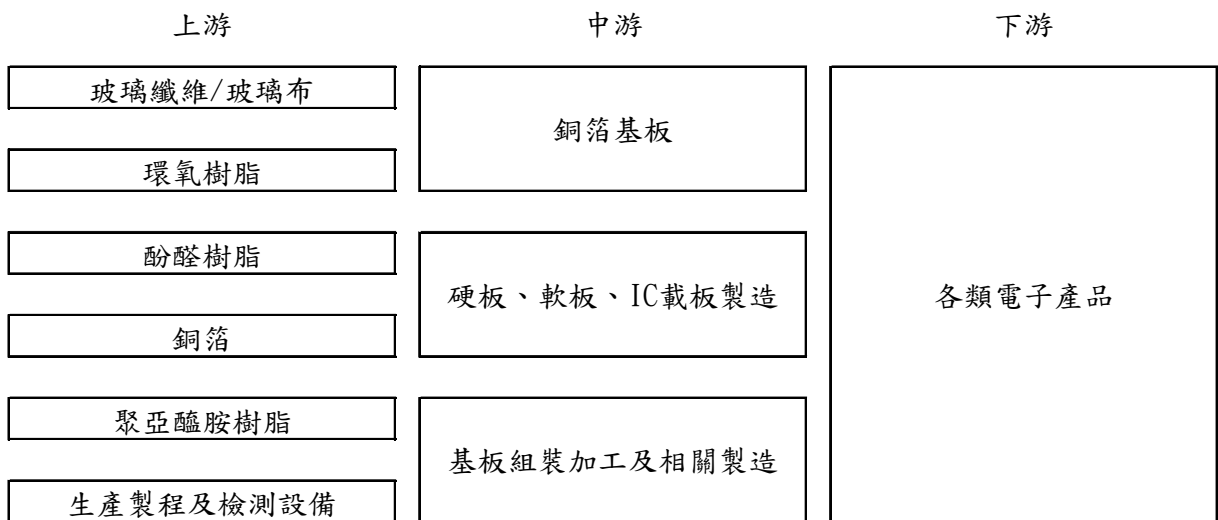 上游
中游
下游
玻璃纖維/玻璃布
環氧樹脂
酚醛樹脂
銅箔
聚亞醯胺樹脂
生產製程及檢測設備
銅箔基板
硬板、軟板、IC載板製造
基板組裝加工及相關製造
各類電子產品